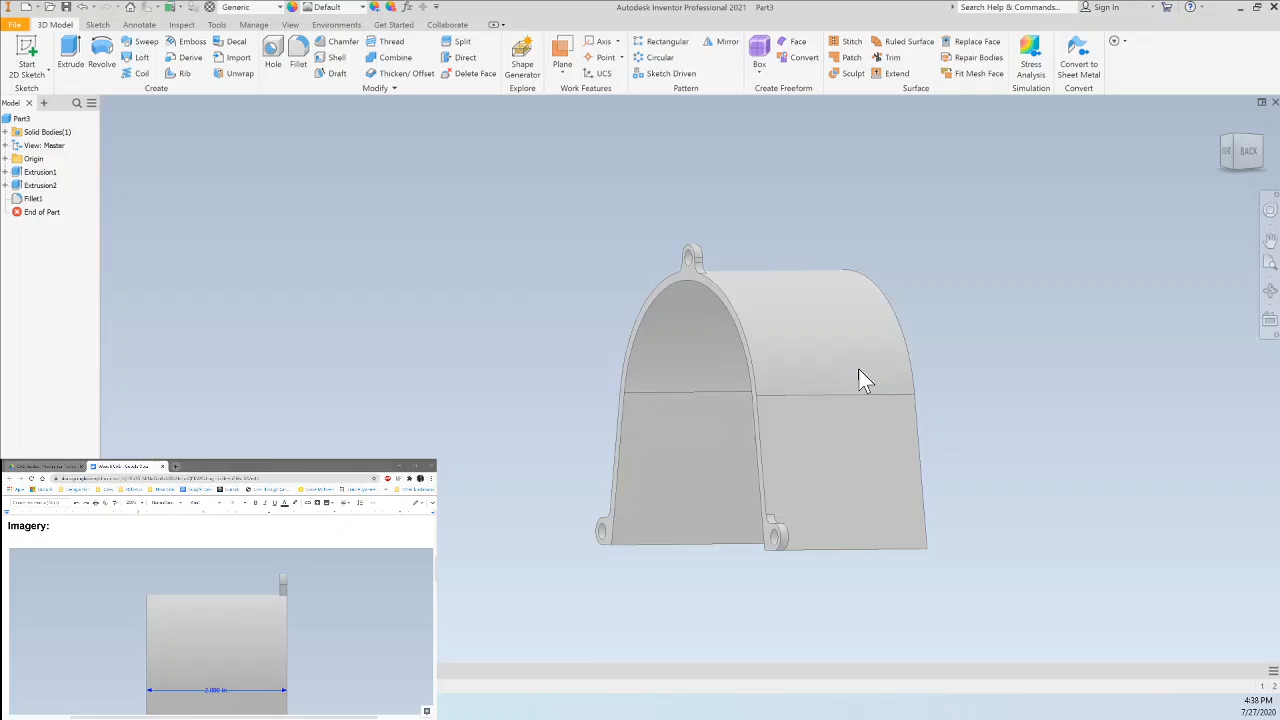 Generic
Default
Autodesk Inventor Professional 2021 Part3
Search Help & Commands...
Sign In
File 3D Model Sketch Annotate Inspect Tools Manage View Environments Get Started Collaborate
Start
2D Sketch
Sketch
Extrude
Revolve
Sweep
Loft
Coil
Emboss
Derive
Rib
Decal
Import
Unwrap
Create
Hole
Fillet
Chamfer
Shell
Draft
Thread
Combine
Thicken/ Offset
Split
Direct
Delete Face
Modify
Shape
Generator
Explore
Plane
Axis
Point
UCS
Work Features
Rectangular
Circular
Sketch Driven
Mirror
Pattern
Box
Face
Convert
Create Freeform
Stitch
Patch
Sculpt
Ruled Surface
Trim
Extend
Replace Face
Repair Bodies
Fit Mesh Face
Surface
Stress
Analysis
Simulation
Convert to
Sheet Metal
Convert
Model
Part3
Solid Bodies(1)
View: Master
Origin
Extrusion1
Extrusion2
Fillet1
End of Part
BACK
Imagery:
2.000 in
1 2
4:38 PM
7/27/2020